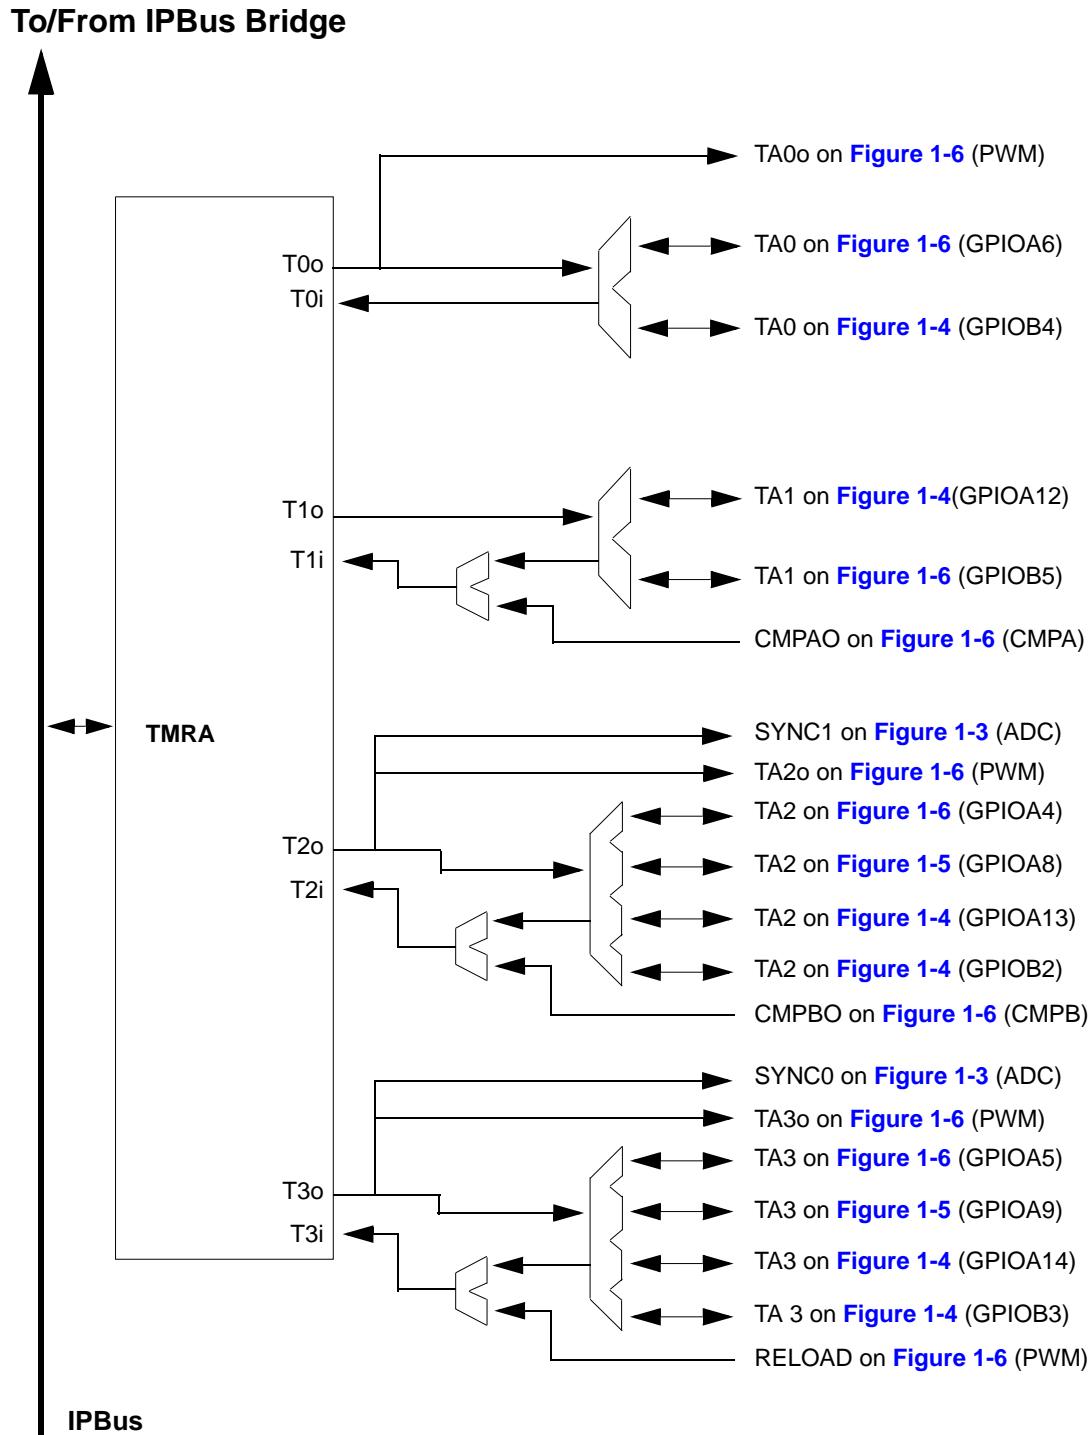 To/From IPBus Bridge
TA0o on Figure 1-6 (PWM)
TA0 on Figure 1-6 (GPIOA6)
T0o
T0i
TA0 on Figure 1-4 (GPIOB4)
TA1 on Figure 1-4(GPIOA12)
T1o
T1i
TA1 on Figure 1-6 (GPIOB5)
CMPAO on Figure 1-6 (CMPA)
TMRA
SYNC1 on Figure 1-3 (ADC)
TA2o on Figure 1-6 (PWM)
TA2 on Figure 1-6 (GPIOA4)
T2o
TA2 on Figure 1-5 (GPIOA8)
T2i
TA2 on Figure 1-4 (GPIOA13)
TA2 on Figure 1-4 (GPIOB2)
CMPBO on Figure 1-6 (CMPB)
SYNC0 on Figure 1-3 (ADC)
TA3o on Figure 1-6 (PWM)
TA3 on Figure 1-6 (GPIOA5)
T3o
TA3 on Figure 1-5 (GPIOA9)
T3i
TA3 on Figure 1-4 (GPIOA14)
TA 3 on Figure 1-4 (GPIOB3)
RELOAD on Figure 1-6 (PWM)
IPBus